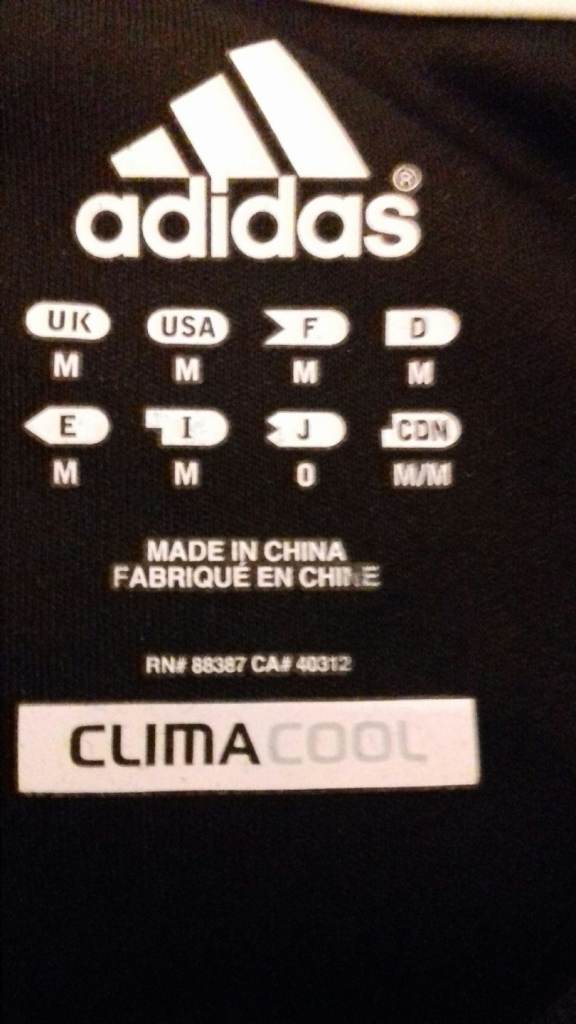 adidas®
UK USA F D
M M M M
E I J CDN
M M O M/M
MADE IN CHINA
FABRIQUÉ EN CHINE
RN# 88387 CA# 40312
CLIMACOOL